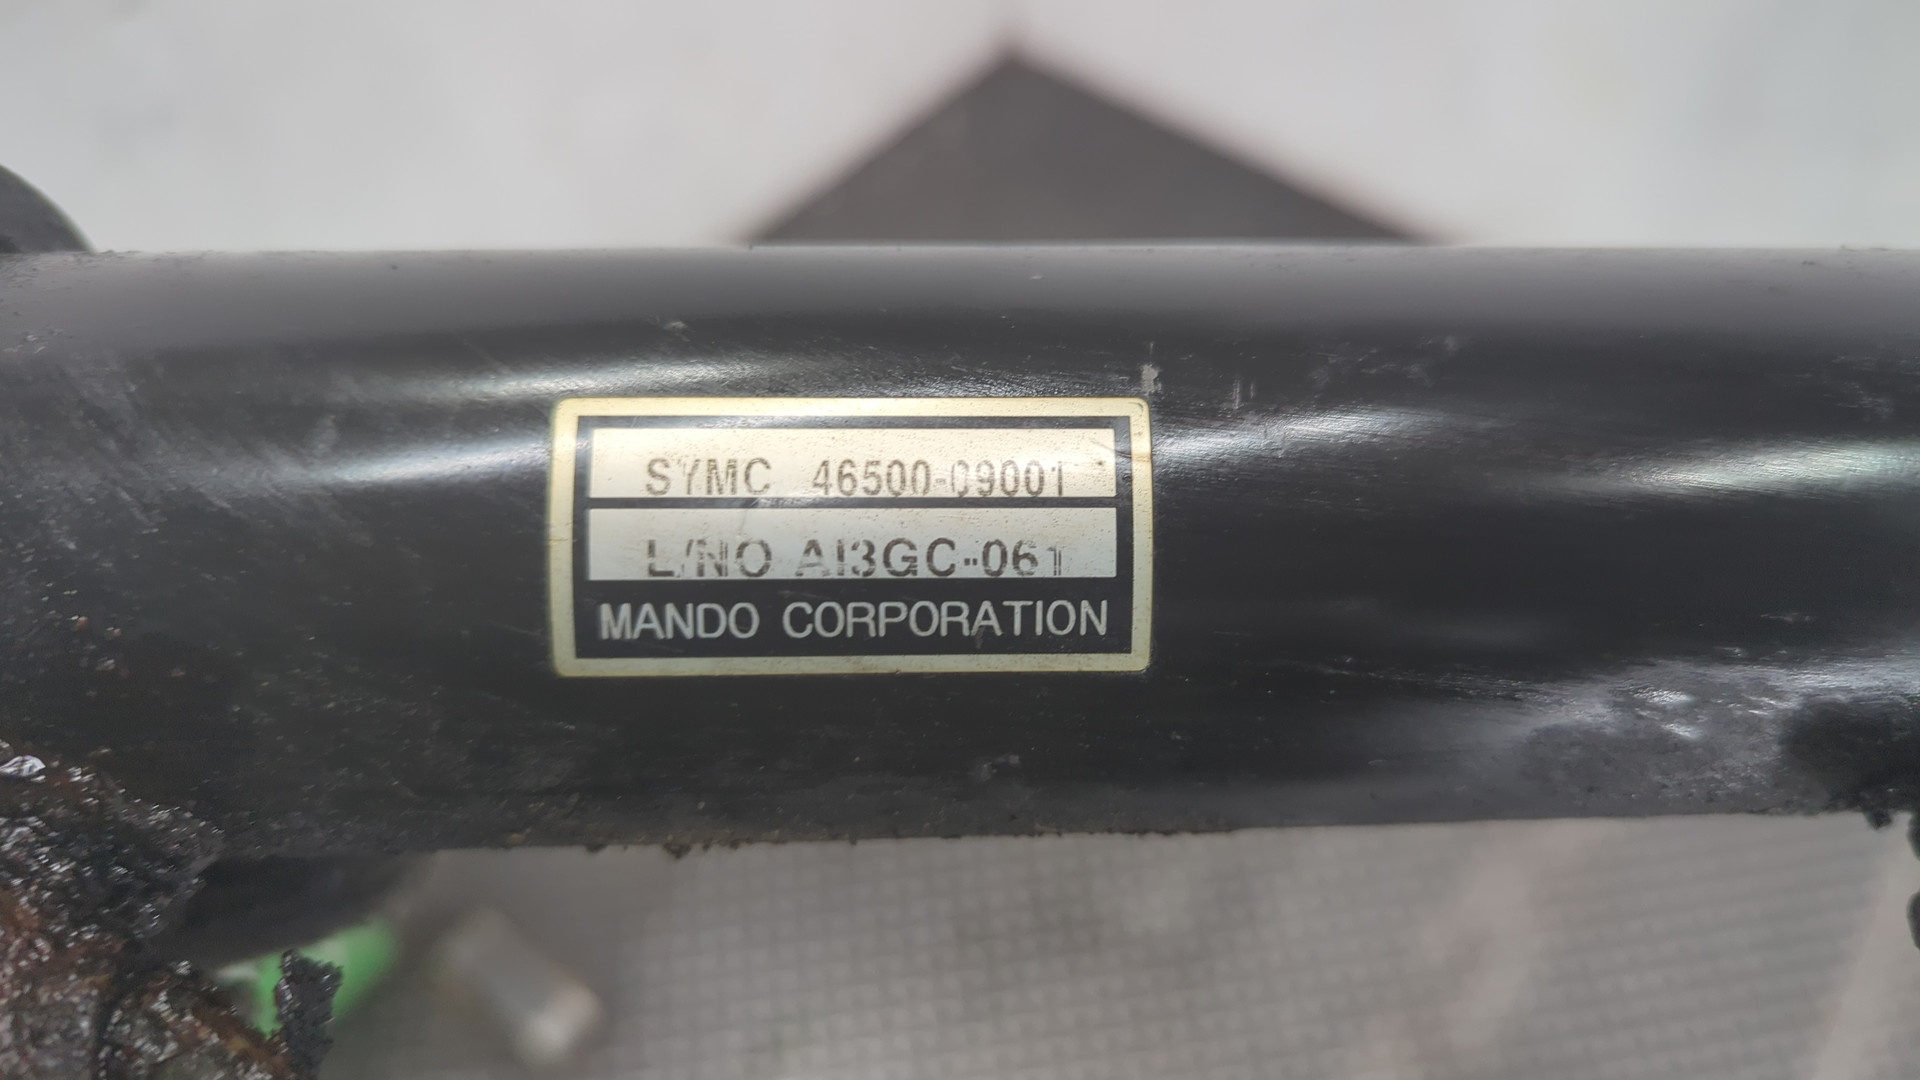 SYMC 46500-09001
L/NO AI3GC-061
MANDO CORPORATION